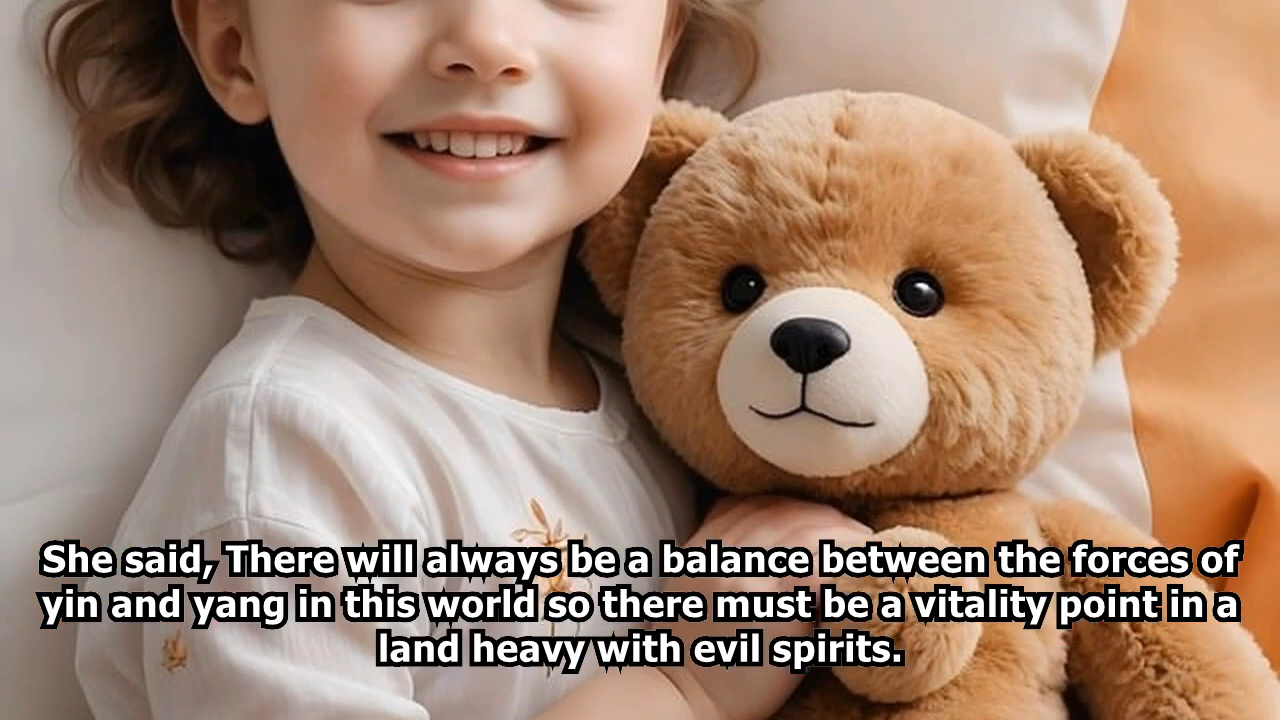 She said, There will always be a balance between the forces of
yin and yang in this world so there must be a vitality point in a
land heavy with evil spirits.